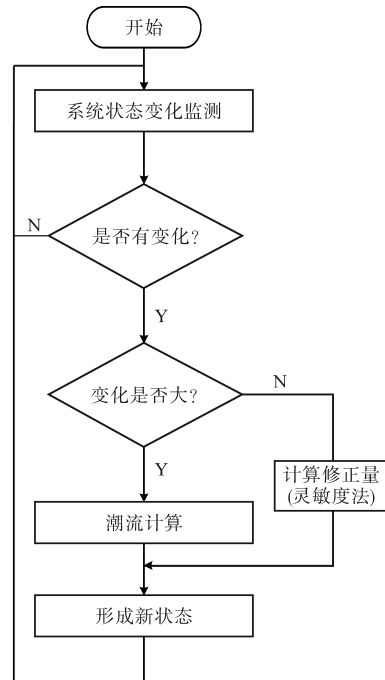 开始
系统状态变化监测
N
是否有变化?
Y
变化是否大?
N
Y
计算修正量
(灵敏度法)
潮流计算
形成新状态